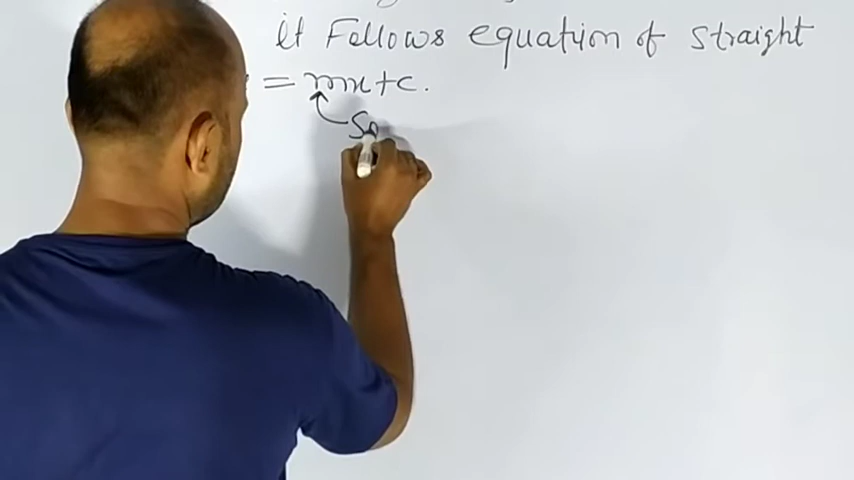 it Follows equation of straight
= mx+c.